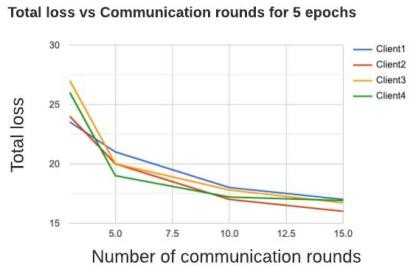 Total loss vs Communication rounds for 5 epochs
Total loss
30
25
20
15
5.0 7.5 10.0 12.5 15.0
Number of communication rounds
Client1
Client2
Client3
Client4